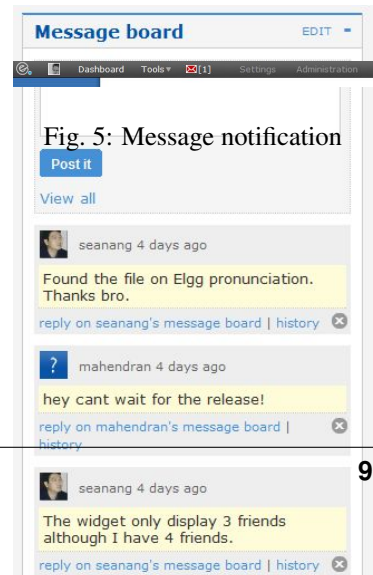 Message board EDIT -
Dashboard Tools [1] Settings Administration
Fig. 5: Message notification
Post it
View all
seanang 4 days ago
Found the file on Elgg pronunciation.
Thanks bro.
reply on seanang's message board | history
?
mahendran 4 days ago
hey cant wait for the release!
reply on mahendran's message board |
history
9
seanang 4 days ago
The widget only display 3 friends
although I have 4 friends.
reply on seanang's message board | history